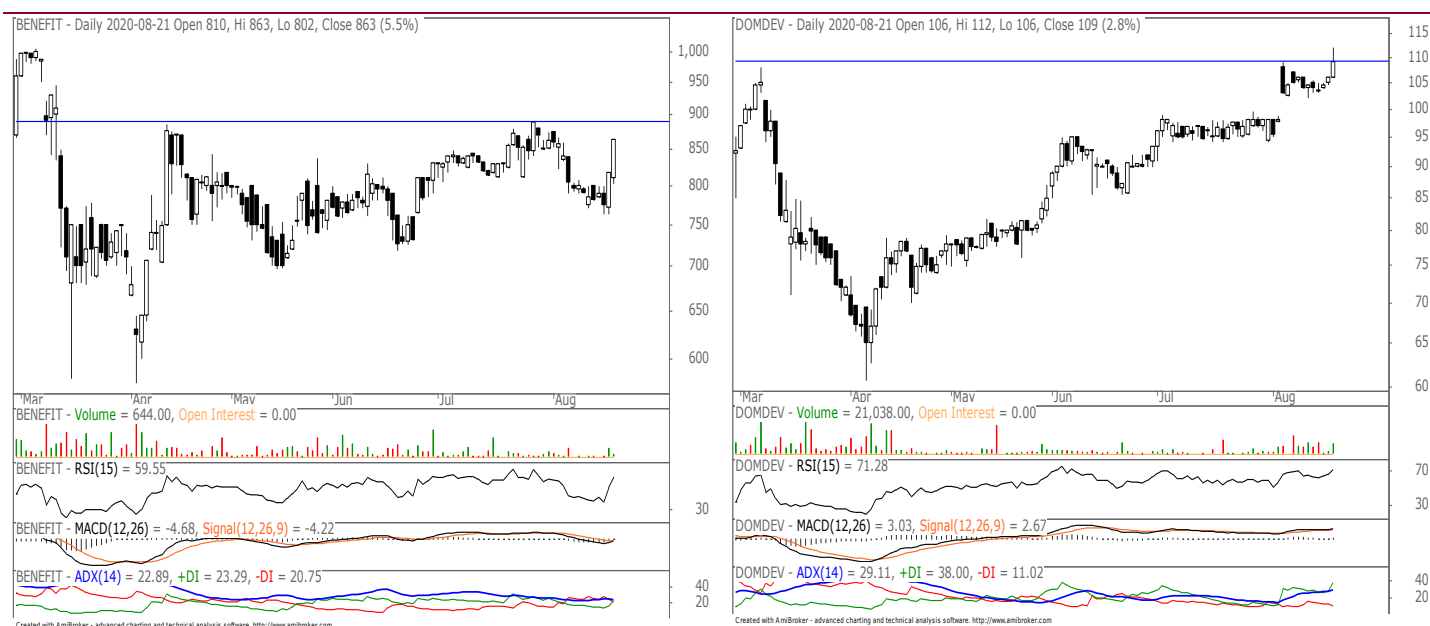 BENEFIT - Daily 2020-08-21 Open 810, Hi 863, Lo 802, Close 863 (5.5%)
1,000
950
900
850
800
750
700
650
600
'Mar 'Apr 'May 'Jun 'Jul 'Aug
BENEFIT - Volume = 644.00, Open Interest = 0.00
BENEFIT - RSI(15) = 59.55
30
BENEFIT - MACD(12,26) = -4.68, Signal(12,26,9) = -4.22
BENEFIT - ADX(14) = 22.89, +DI = 23.29, -DI = 20.75
40
20
Created with AmiBroker - advanced charting and technical analysis software. http://www.amibroker.com
DOMDEV - Daily 2020-08-21 Open 106, Hi 112, Lo 106, Close 109 (2.8%)
115
110
105
100
95
90
85
80
75
70
65
60
'Mar 'Apr 'May 'Jun 'Jul 'Aug
DOMDEV - Volume = 21,038.00, Open Interest = 0.00
DOMDEV - RSI(15) = 71.28
70
30
DOMDEV - MACD(12,26) = 3.03, Signal(12,26,9) = 2.67
DOMDEV - ADX(14) = 29.11, +DI = 38.00, -DI = 11.02
40
20
Created with AmiBroker - advanced charting and technical analysis software. http://www.amibroker.com